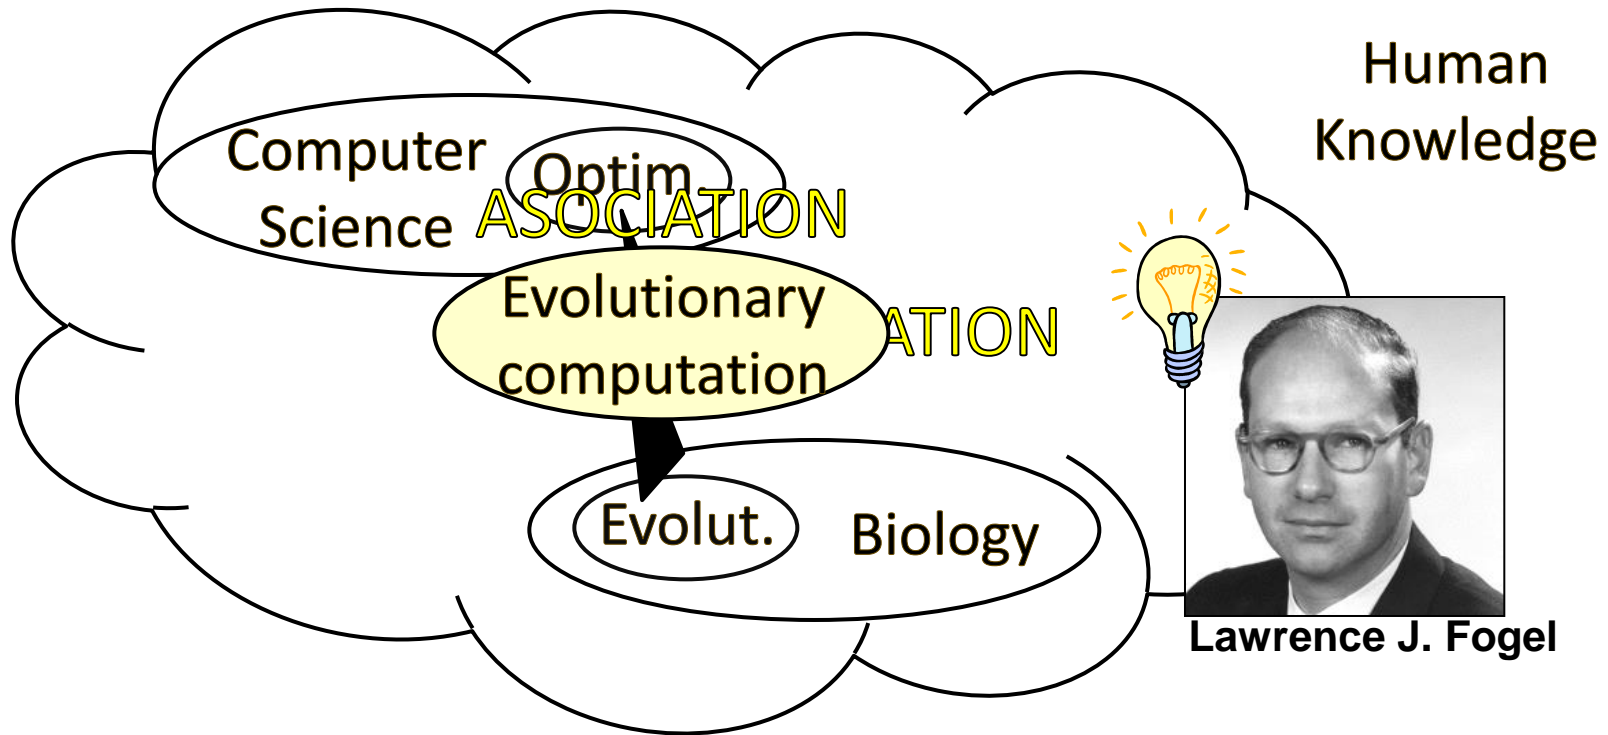 Human
Knowledge
Computer
Science
Optim.
ASOCIATION
Evolutionary
computation
ATION
Evolut.
Biology
Lawrence J. Fogel